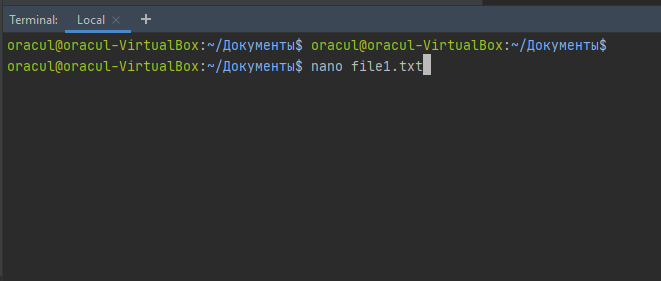 Terminal: Local × +
oracul@oracul-VirtualBox:~/Документы$ oracul@oracul-VirtualBox:~/Документы$
oracul@oracul-VirtualBox:~/Документы$ nano file1.txt